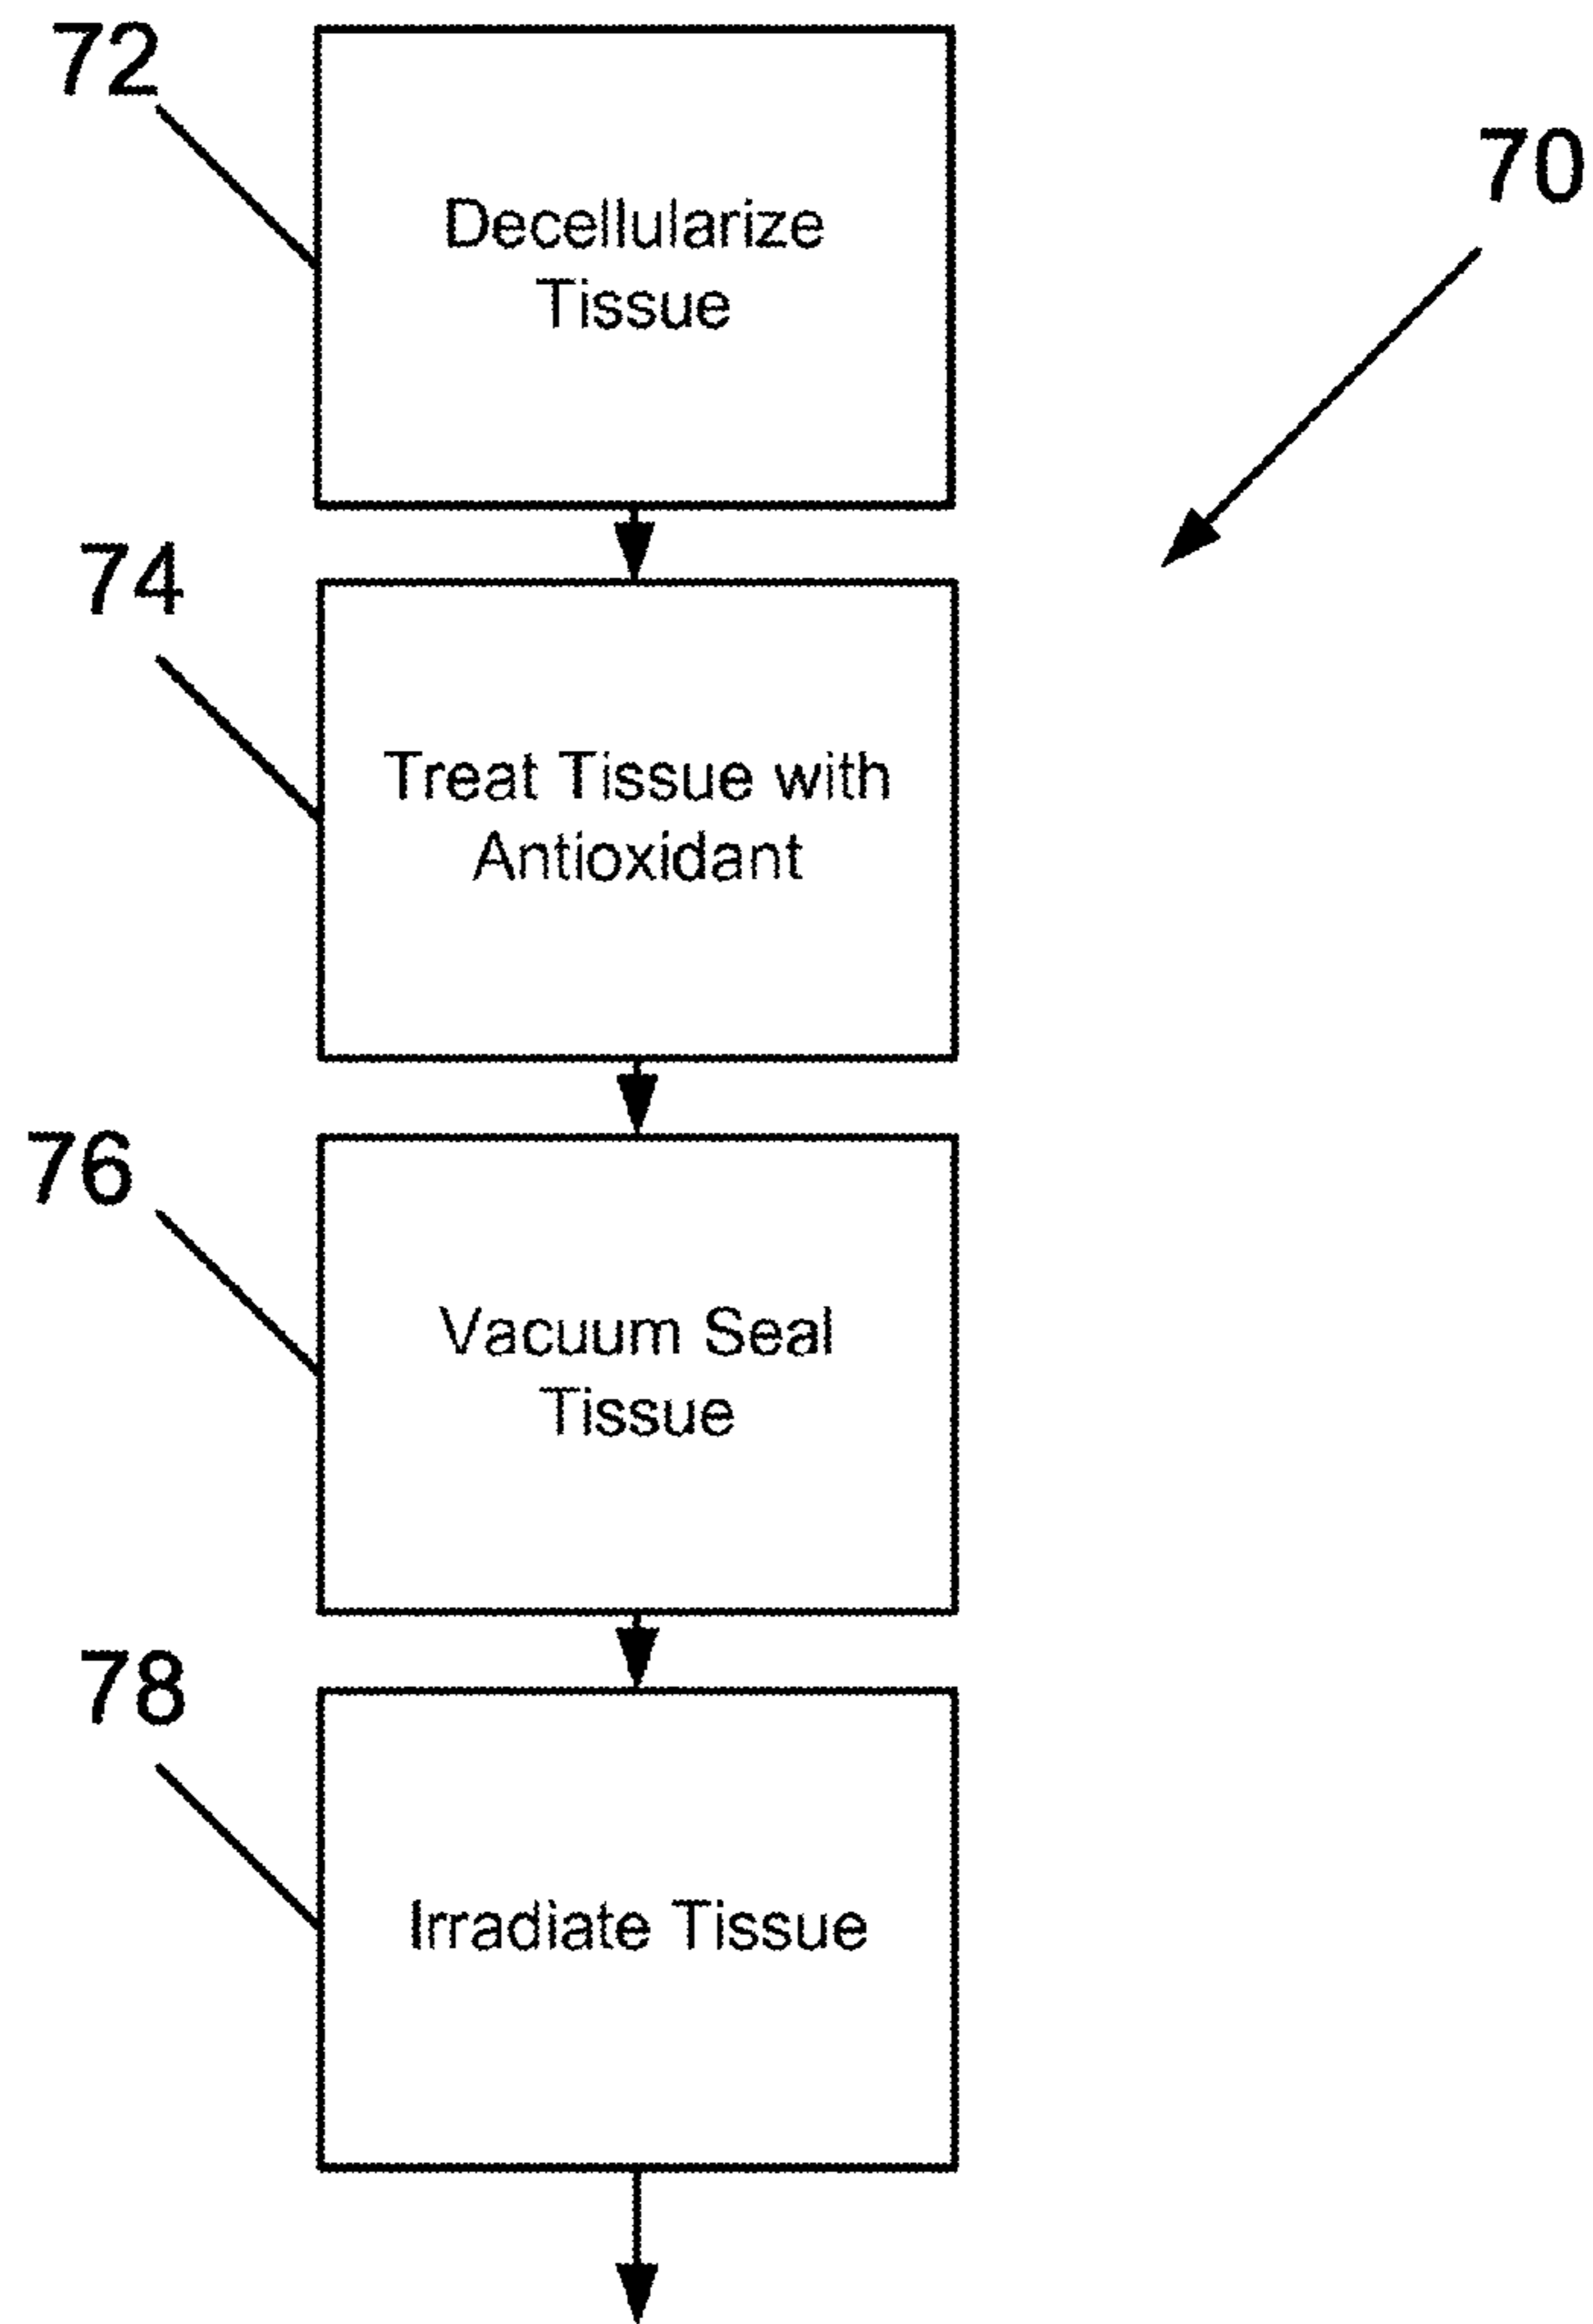 72
70
Decellularize
Tissue
74
Treat Tissue with
Antioxidant
76
Vacuum Seal
Tissue
78
Irradiate Tissue